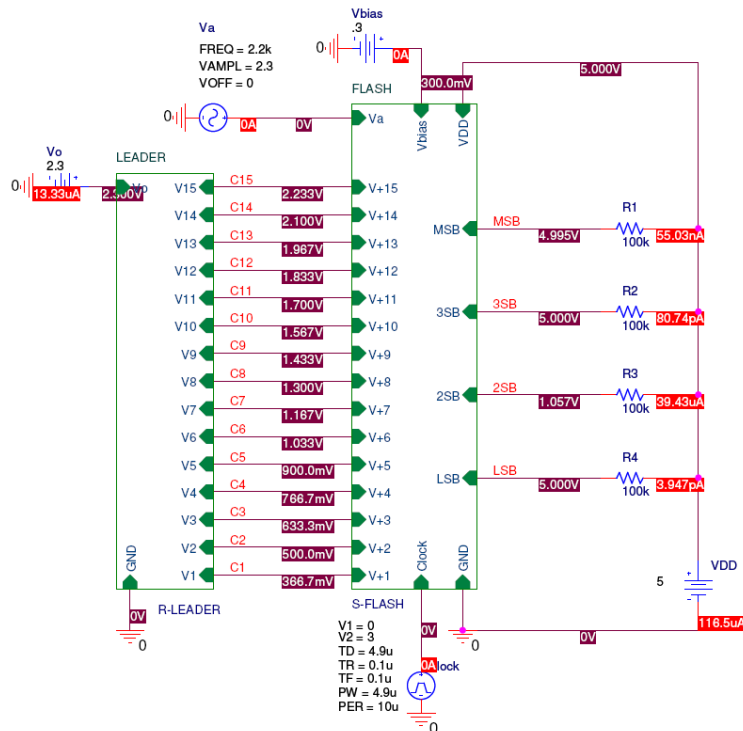 Vbias
.3
0
0A
Va
FREQ = 2.2k
VAMPL = 2.3
VOFF = 0
300.0mV
5.000V
FLASH
0
0A
0V
Va
Vbias
VDD
Vo
2.3
LEADER
0
13.33uA
2.300V
Vo
V15
C15
2.233V
V+15
V14
C14
2.100V
V+14
V13
C13
1.967V
V+13
V12
C12
1.833V
V+12
V11
C11
1.700V
V+11
V10
C10
1.567V
V+10
V9
C9
1.433V
V+9
V8
C8
1.300V
V+8
V7
C7
1.167V
V+7
V6
C6
1.033V
V+6
V5
C5
900.0mV
V+5
V4
C4
766.7mV
V+4
V3
C3
633.3mV
V+3
V2
C2
500.0mV
V+2
V1
C1
366.7mV
V+1
MSB
MSB
4.995V
R1
100k
55.03nA
3SB
3SB
5.000V
R2
100k
80.74pA
2SB
2SB
1.057V
R3
100k
39.43uA
LSB
LSB
5.000V
R4
100k
3.947pA
GND
Clock
GND
VDD
5
116.5uA
0V
R-LEADER
0
S-FLASH
0V
0
0V
V1 = 0
V2 = 3
TD = 4.9u
TR = 0.1u
TF = 0.1u
PW = 4.9u
PER = 10u
0A
lock
0